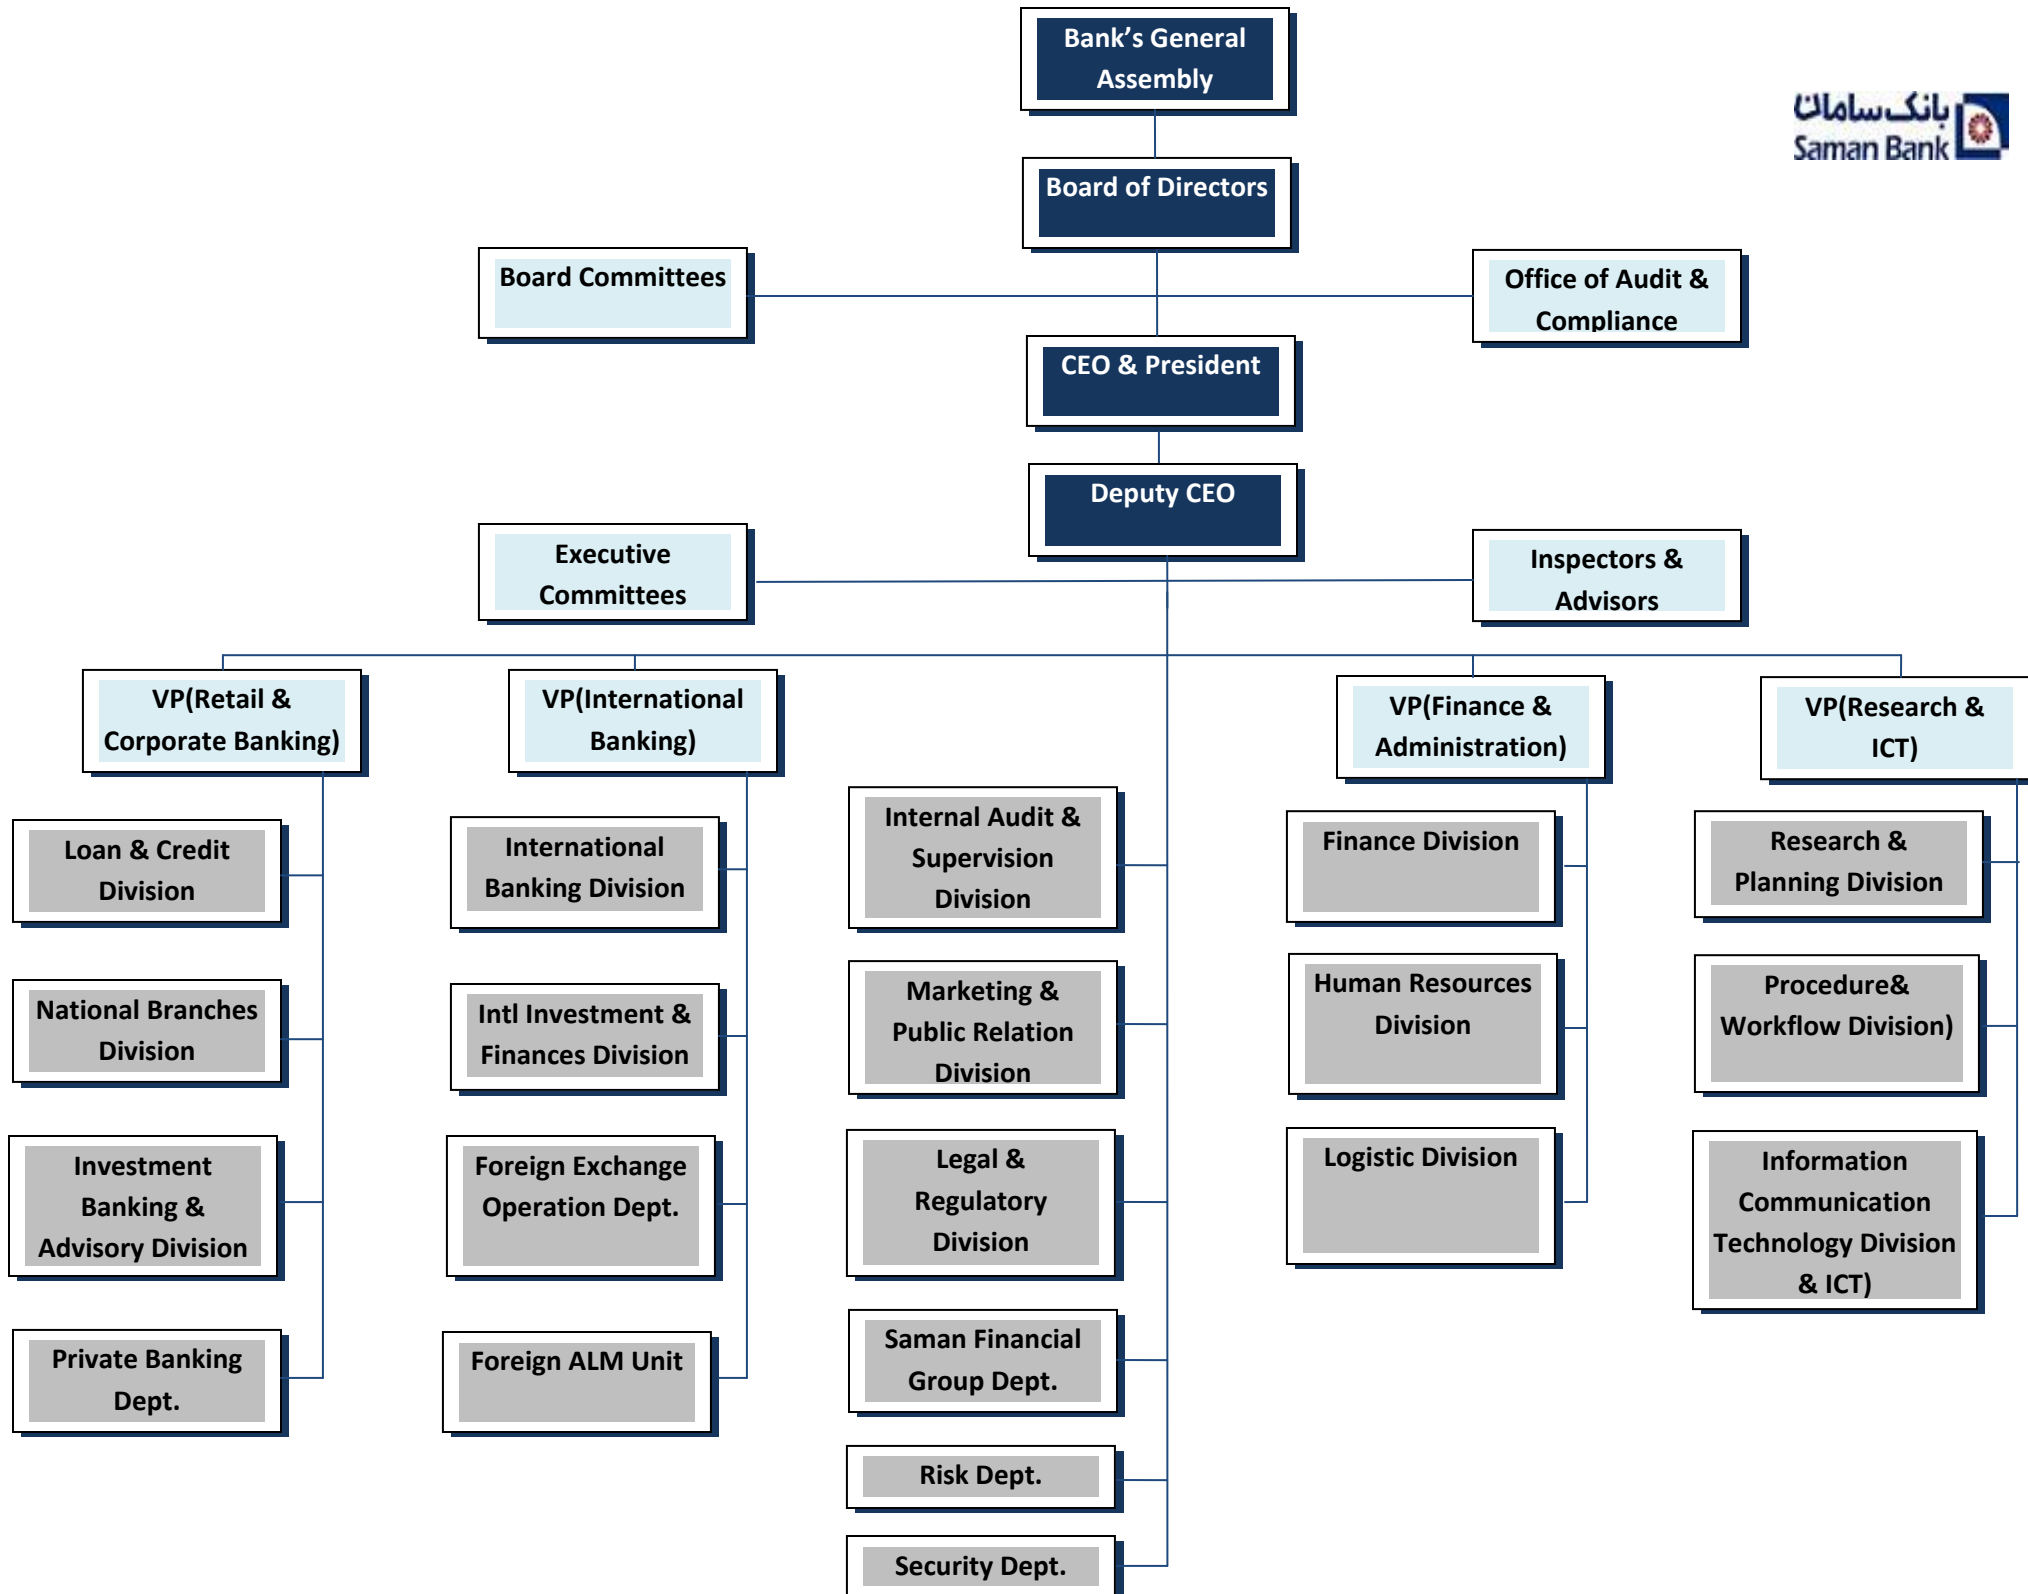 Bank’s General
Assembly
بانک سامان
Saman Bank
Board of Directors
Board Committees
Office of Audit &
Compliance
CEO & President
Deputy CEO
Executive
Committees
Inspectors &
Advisors
VP(Retail &
Corporate Banking)
VP(International
Banking)
VP(Finance &
Administration)
VP(Research &
ICT)
Loan & Credit
Division
National Branches
Division
Investment
Banking &
Advisory Division
Private Banking
Dept.
International
Banking Division
Intl Investment &
Finances Division
Foreign Exchange
Operation Dept.
Foreign ALM Unit
Internal Audit &
Supervision
Division
Marketing &
Public Relation
Division
Legal &
Regulatory
Division
Saman Financial
Group Dept.
Risk Dept.
Security Dept.
Finance Division
Human Resources
Division
Logistic Division
Research &
Planning Division
Procedure&
Workflow Division)
Information
Communication
Technology Division
& ICT)